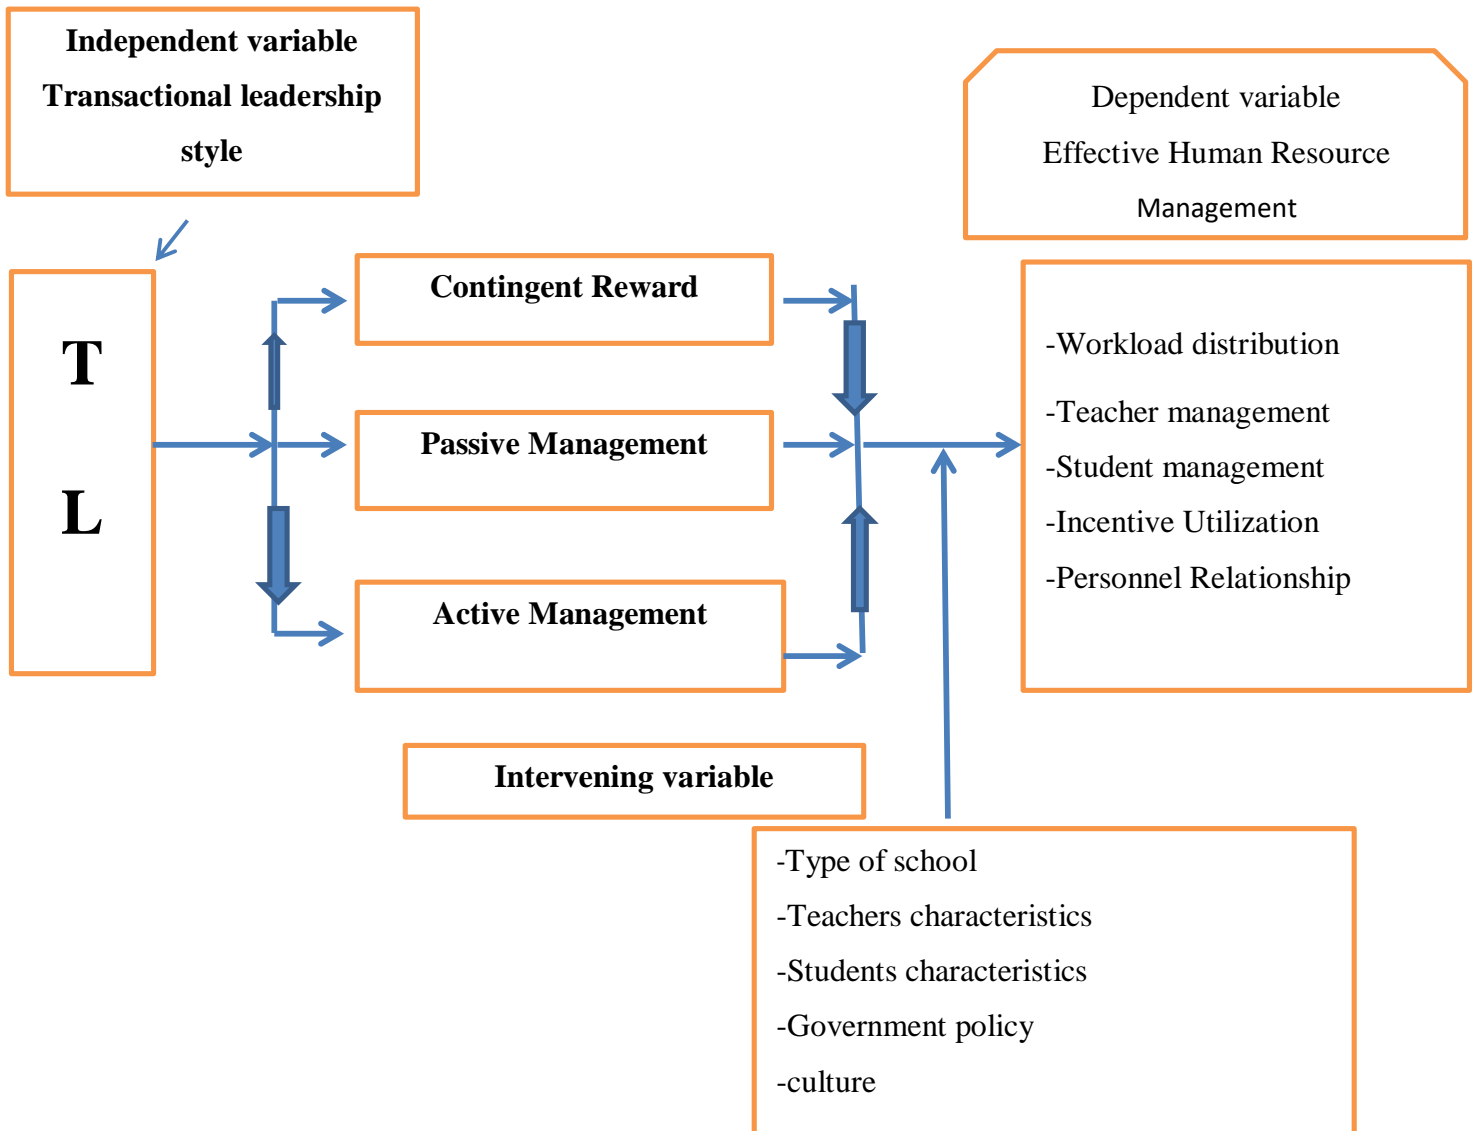 Independent variable
Transactional leadership
style
Dependent variable
Effective Human Resource
Management
T
L
Contingent Reward
Passive Management
Active Management
-Workload distribution
-Teacher management
-Student management
-Incentive Utilization
-Personnel Relationship
Intervening variable
-Type of school
-Teachers characteristics
-Students characteristics
-Government policy
-culture